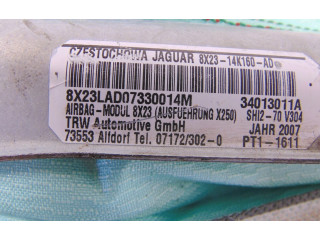 CZESTOCHOWA JAGUAR 8X23-14K160-AD
8X23LAD07330014M 34013011A
AIRBAG-MODUL 8X23 (AUSFUEHRUNG X250) SHI2-70 V304
TRW Automotive GmbH JAHR 2007
73553 Alfdorf Tel. 07172/302-0 PT1-1611